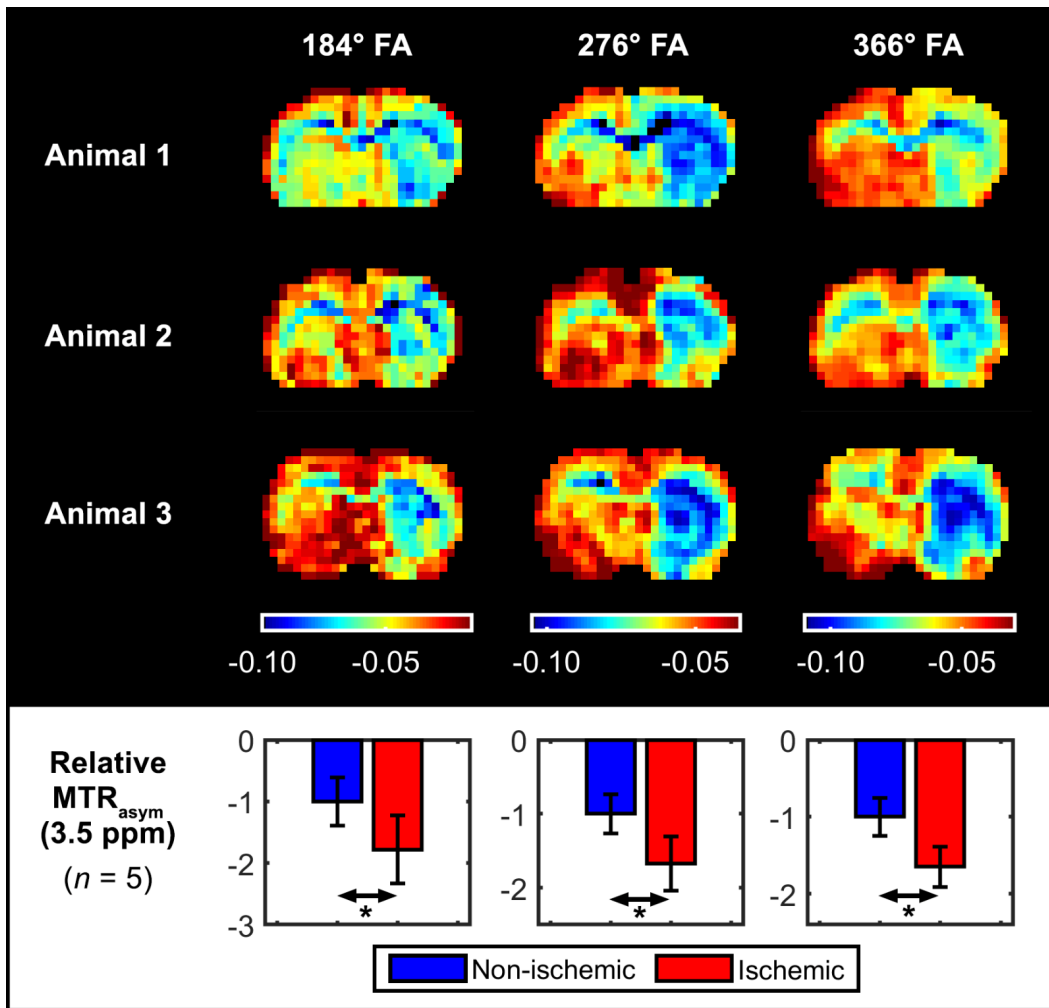 184° FA 276° FA 366° FA
Animal 1
Animal 2
Animal 3
-0.10 -0.05 -0.10 -0.05 -0.10 -0.05
Relative
MTRasym
(3.5 ppm)
(n = 5)
0
-1
-2
-3
*
0
-1
-2
*
0
-1
-2
*
Non-ischemic Ischemic